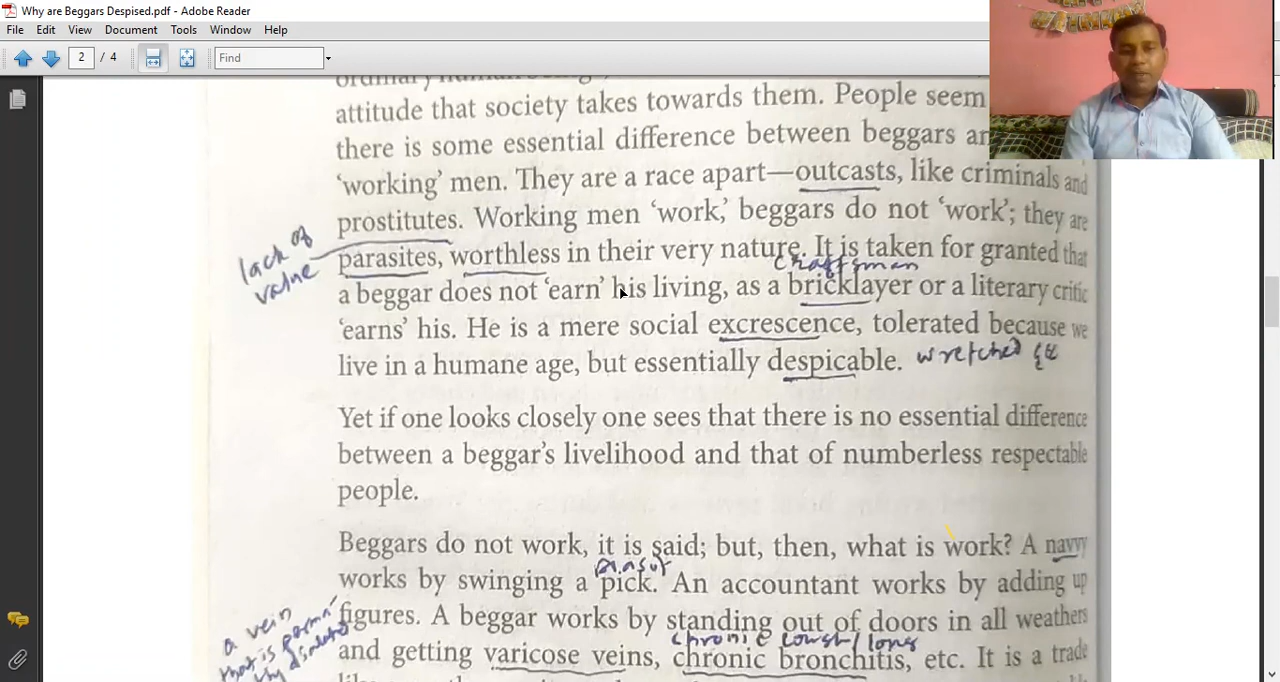 Why are Beggars Despised.pdf - Adobe Reader
File Edit View Document Tools Window Help
2 / 4 Find
attitude that society takes towards them. People seem
there is some essential difference between beggars an
‘working’ men. They are a race apart—outcasts, like criminals and
prostitutes. Working men ‘work,’ beggars do not ‘work’; they are
lack of
value
parasites, worthless in their very nature. It is taken for granted that
craftsman
a beggar does not ‘earn’ his living, as a bricklayer or a literary critic
‘earns’ his. He is a mere social excrescence, tolerated because we
live in a humane age, but essentially despicable. wretched
Yet if one looks closely one sees that there is no essential difference
between a beggar’s livelihood and that of numberless respectable
people.
Beggars do not work, it is said; but, then, what is work? A navvy
works by swinging a pick. An accountant works by adding up
figures. A beggar works by standing out of doors in all weathers
a vein
that is
chronic
and getting varicose veins, chronic bronchitis, etc. It is a trade